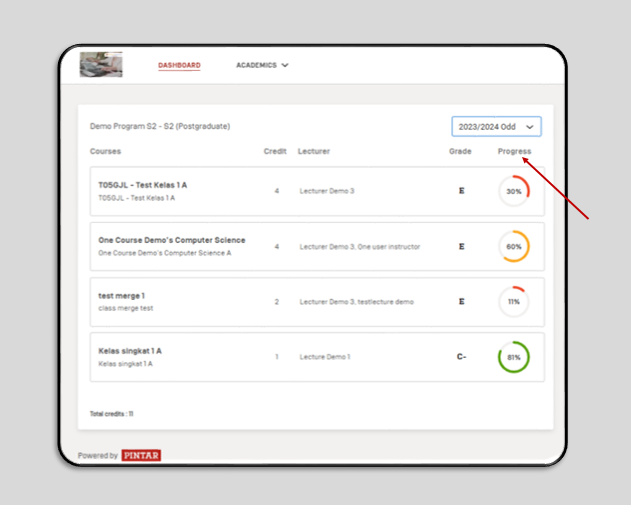 DASHBOARD ACADEMICS
Demo Program S2 - S2 (Postgraduate) 2023/2024 Odd
Courses Credit Lecturer Grade Progress
T05GJL - Test Kelas 1 A
T05GJL - Test Kelas 1 A
4 Lecturer Demo 3 E 30%
One Course Demo's Computer Science
One Course Demo's Computer Science A
4 Lecturer Demo 3, One user instructor E 60%
test merge 1
class merge test
2 Lecturer Demo 3, testlecture demo E 11%
Kelas singkat 1 A
Kelas singkat 1 A
1 Lecture Demo 1 C- 81%
Total credits : 11
Powered by PINTAR